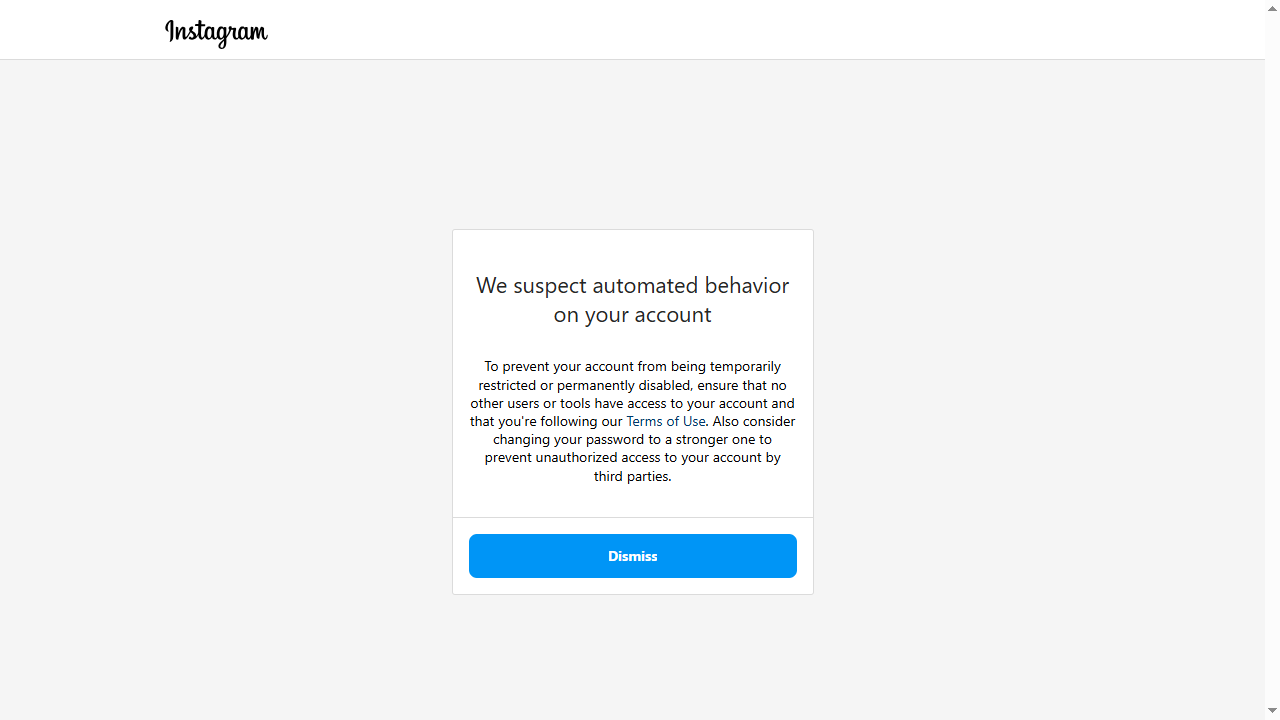 Instagram
We suspect automated behavior
on your account
To prevent your account from being temporarily
restricted or permanently disabled, ensure that no
other users or tools have access to your account and
that you're following our Terms of Use. Also consider
changing your password to a stronger one to
prevent unauthorized access to your account by
third parties.
Dismiss